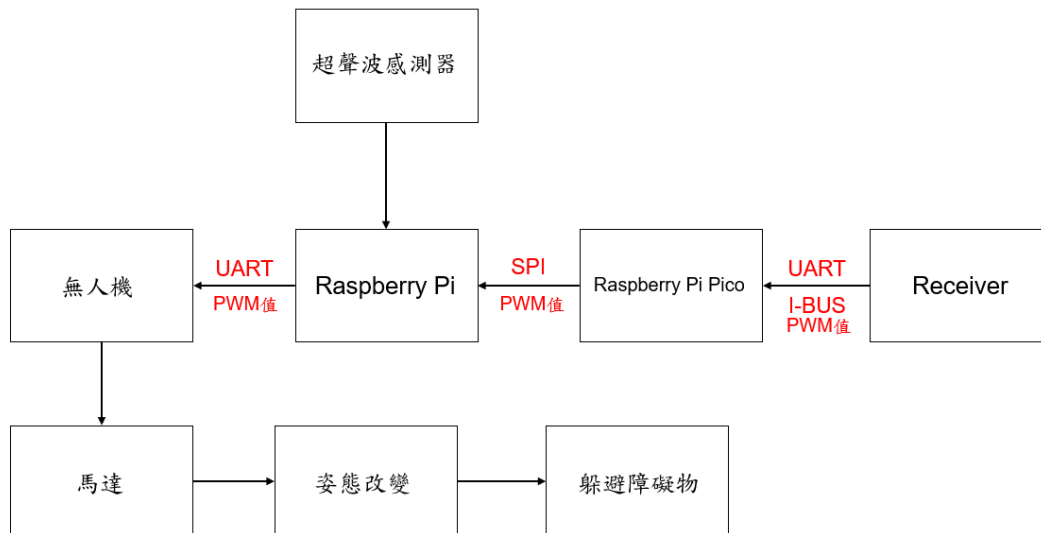 超聲波感測器
無人機
UART
PWM值
Raspberry Pi
SPI
PWM值
Raspberry Pi Pico
UART
I-BUS
PWM值
Receiver
馬達
姿態改變
躲避障礙物